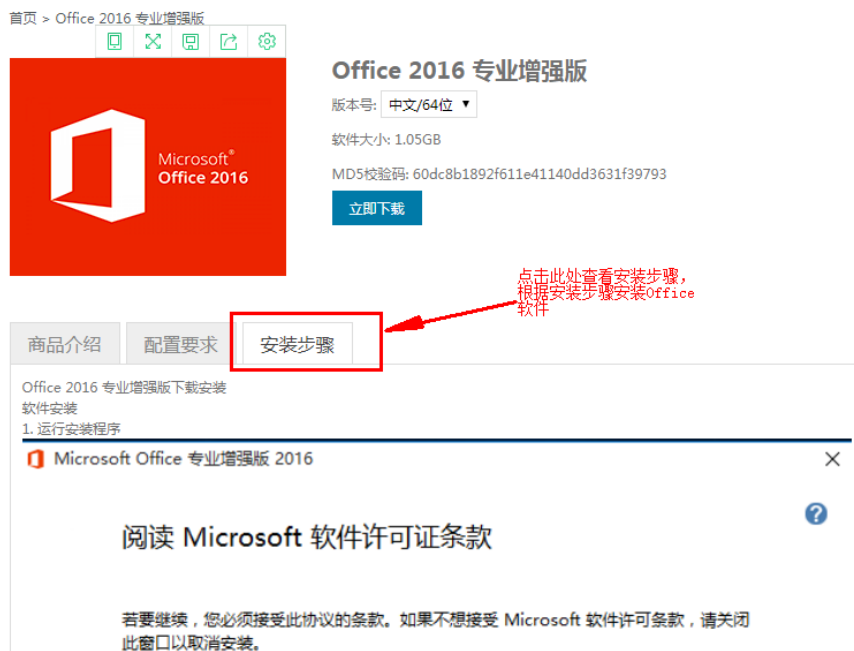 首页 > Office 2016 专业增强版
Microsoft®
Office 2016
Office 2016 专业增强版
版本号: 中文/64位 ▼
软件大小: 1.05GB
MD5校验码: 60dc8b1892f611e41140dd3631f39793
立即下载
点击此处查看安装步骤，
根据安装步骤安装Office
软件
商品介绍
配置要求
安装步骤
Office 2016 专业增强版下载安装
软件安装
1. 运行安装程序
Microsoft Office 专业增强版 2016
?
阅读 Microsoft 软件许可证条款
若要继续，您必须接受此协议的条款。如果不想接受 Microsoft 软件许可条款，请关闭
此窗口以取消安装。